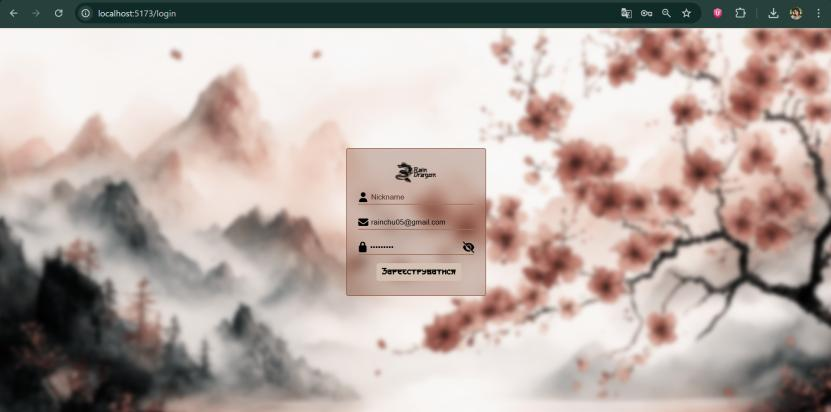 localhost:5173/login
Rain
Dragon
Nickname
rainchu05@gmail.com
•••••••••
Зареєструватися